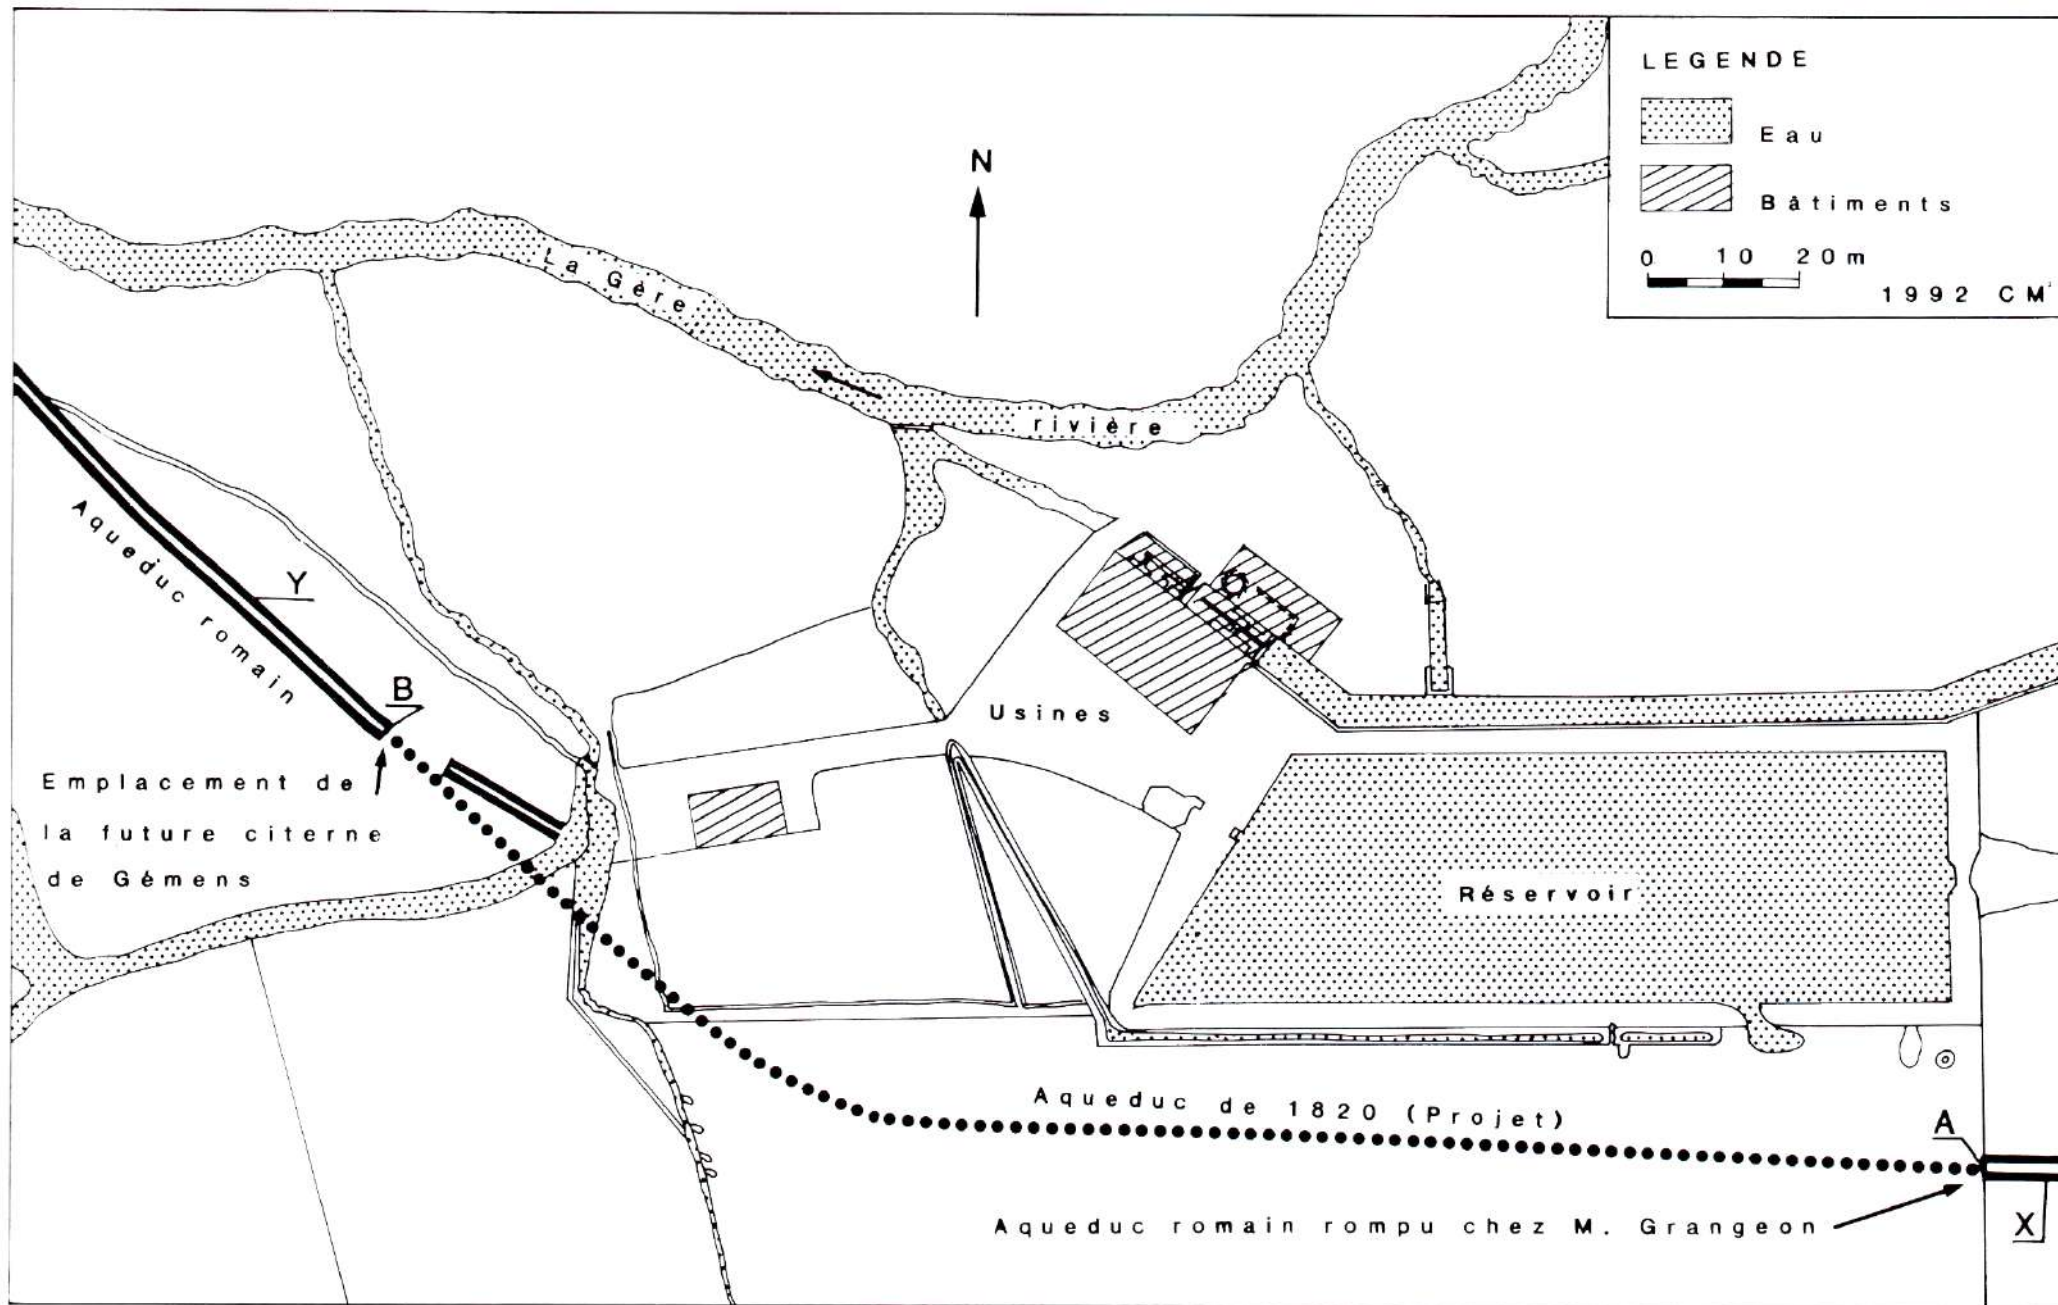 LEGENDE
Eau
Bâtiments
0 10 20m
1992 CM
N
La Gère
rivière
Aqueduc romain
Y
B
Usines
Emplacement de
la future citerne
de Gémens
Réservoir
Aqueduc de 1820 (Projet)
A
Aqueduc romain rompu chez M. Grangeon
X